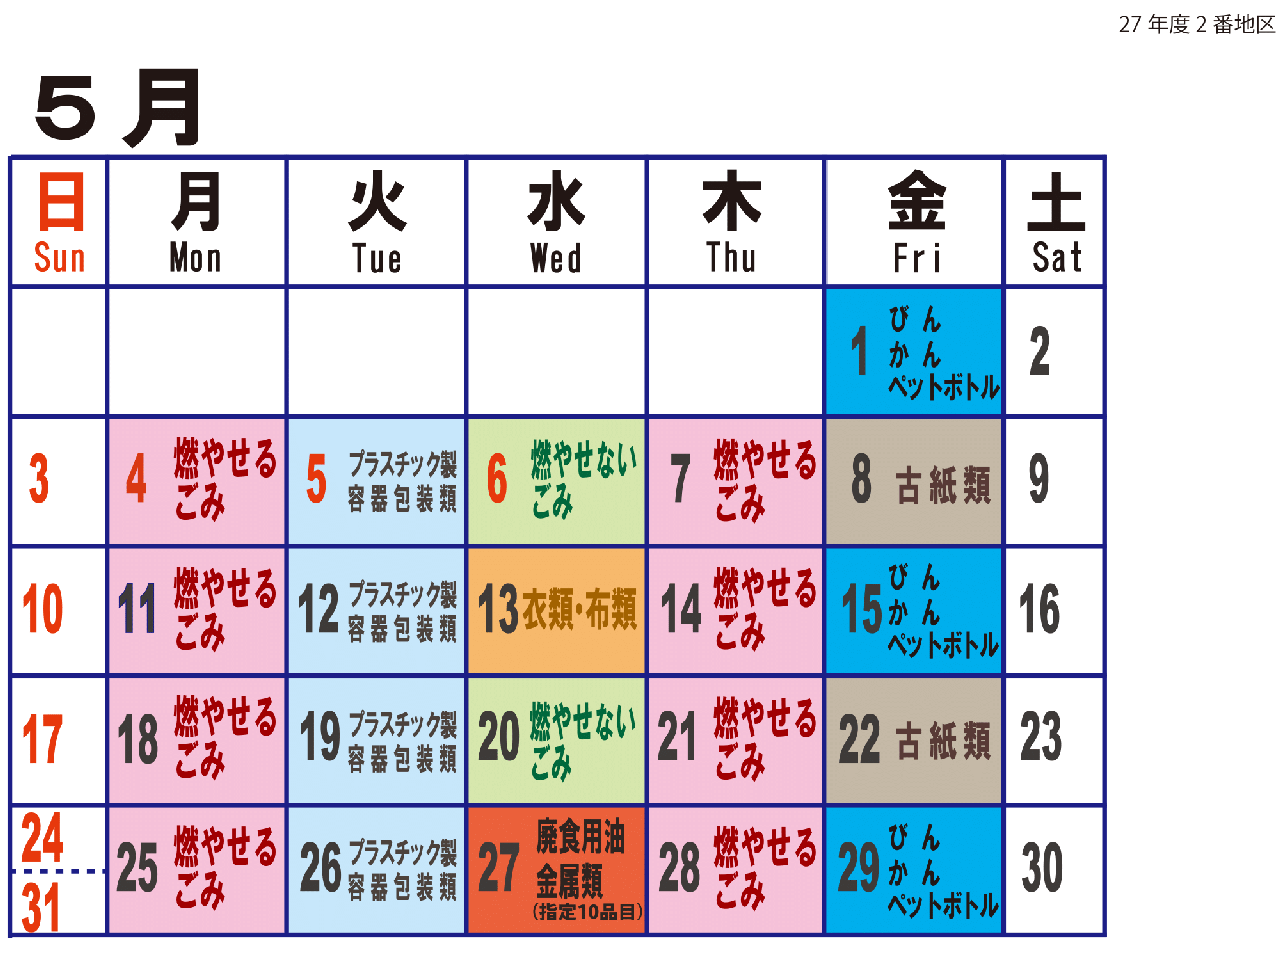 27 年度 2 番地区
5 月
日 月 火 水 木 金 土
Sun Mon Tue Wed Thu Fri Sat
1 びん
かん
ペットボトル
2
3
4 燃やせる
ごみ
5 プラスチック製
容器包装類
6 燃やせない
ごみ
7 燃やせる
ごみ
8 古紙類
9
10
11 燃やせる
ごみ
12 プラスチック製
容器包装類
13 衣類・布類
14 燃やせる
ごみ
15 びん
かん
ペットボトル
16
17
18 燃やせる
ごみ
19 プラスチック製
容器包装類
20 燃やせない
ごみ
21 燃やせる
ごみ
22 古紙類
23
24
31
25 燃やせる
ごみ
26 プラスチック製
容器包装類
27 廃食用油
金属類
(指定10品目)
28 燃やせる
ごみ
29 びん
かん
ペットボトル
30